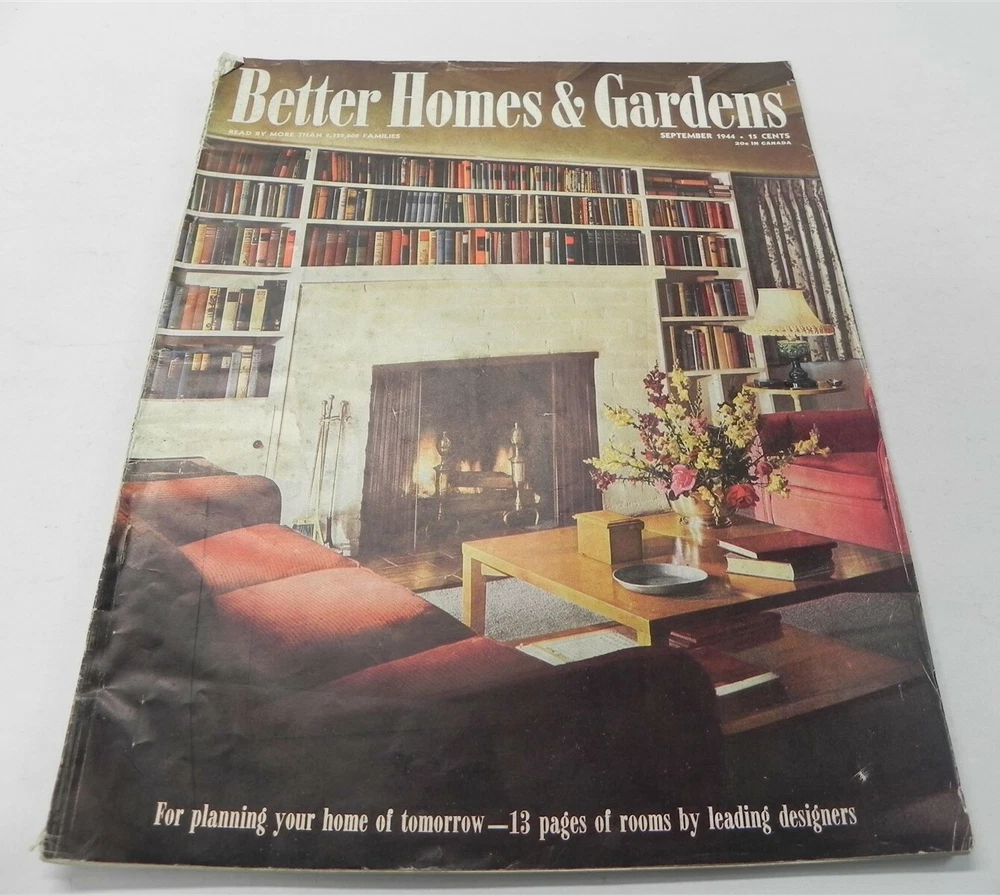 Better Homes & Gardens
READ BY MORE THAN FAMILIES
SEPTEMBER 1944 • 15 CENTS
20¢ IN CANADA
For planning your home of tomorrow—13 pages of rooms by leading designers